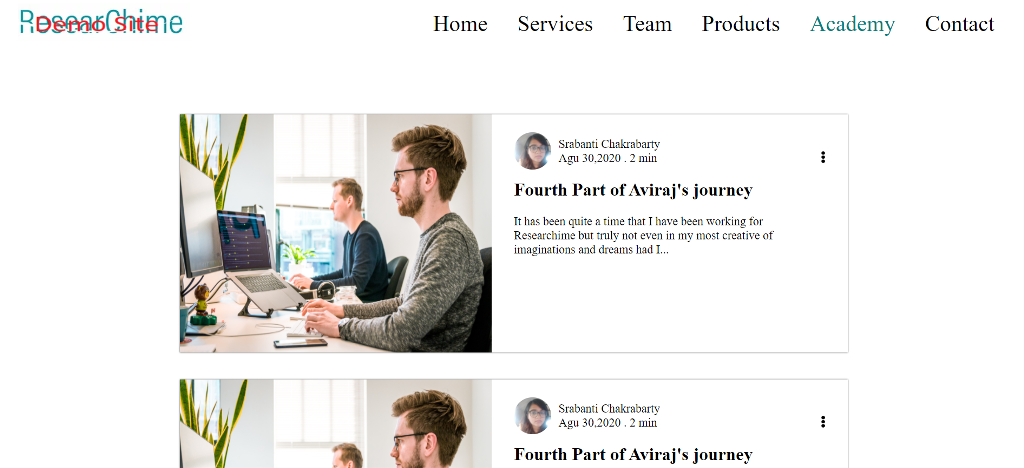 ResearChime
Demo Site
Home Services Team Products Academy Contact
Srabanti Chakrabarty
Agu 30,2020 . 2 min
Fourth Part of Aviraj's journey
It has been quite a time that I have been working for
Researchime but truly not even in my most creative of
imaginations and dreams had I...
Srabanti Chakrabarty
Agu 30,2020 . 2 min
Fourth Part of Aviraj's journey